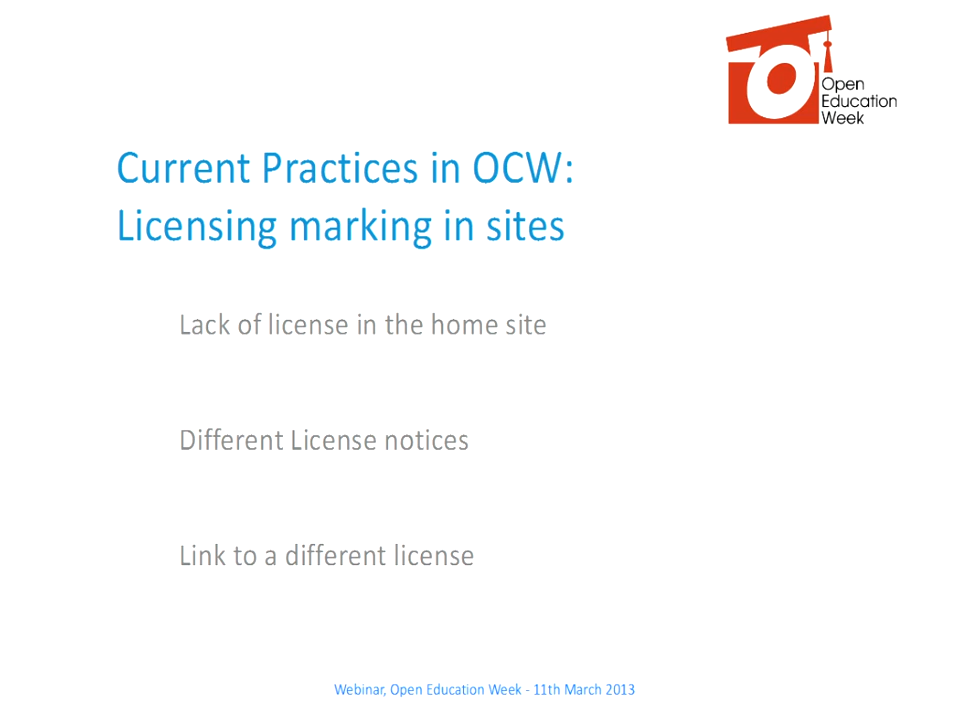 Open
Education
Week
Current Practices in OCW:
Licensing marking in sites
Lack of license in the home site
Different License notices
Link to a different license
Webinar, Open Education Week - 11th March 2013